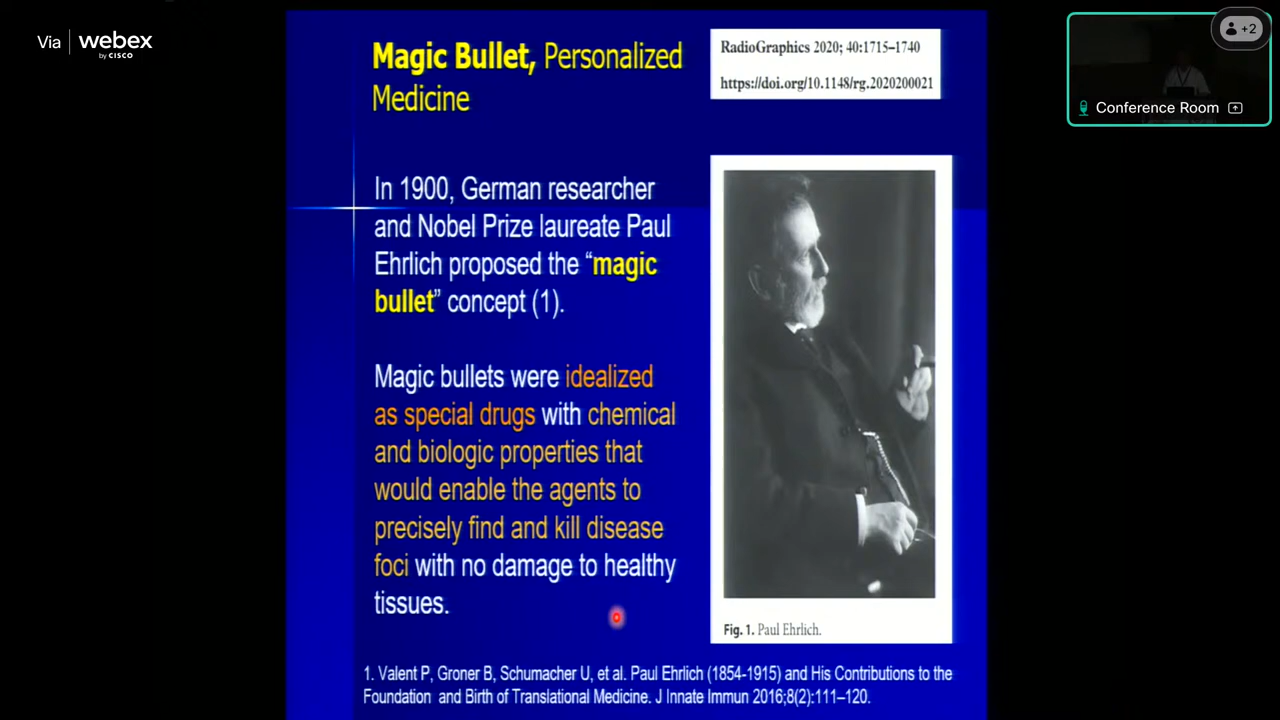 Via webex
by CISCO
Magic Bullet, Personalized
Medicine
RadioGraphics 2020; 40:1715–1740
https://doi.org/10.1148/rg.2020200021
+2
Conference Room
In 1900, German researcher
and Nobel Prize laureate Paul
Ehrlich proposed the “magic
bullet” concept (1).
Magic bullets were idealized
as special drugs with chemical
and biologic properties that
would enable the agents to
precisely find and kill disease
foci with no damage to healthy
tissues.
Fig. 1. Paul Ehrlich.
1. Valent P, Groner B, Schumacher U, et al. Paul Ehrlich (1854-1915) and His Contributions to the
Foundation and Birth of Translational Medicine. J Innate Immun 2016;8(2):111–120.